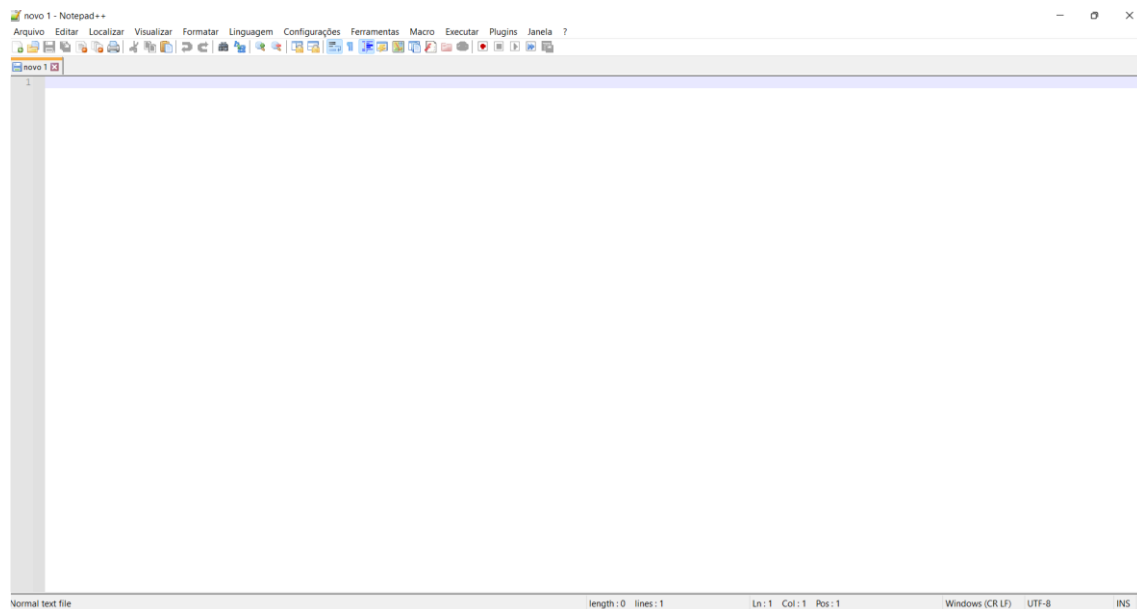 novo 1 - Notepad++
Arquivo Editar Localizar Visualizar Formatar Linguagem Configurações Ferramentas Macro Executar Plugins Janela ?
novo 1
1
Normal text file length : 0 lines : 1 Ln : 1 Col : 1 Pos : 1 Windows (CR LF) UTF-8 INS